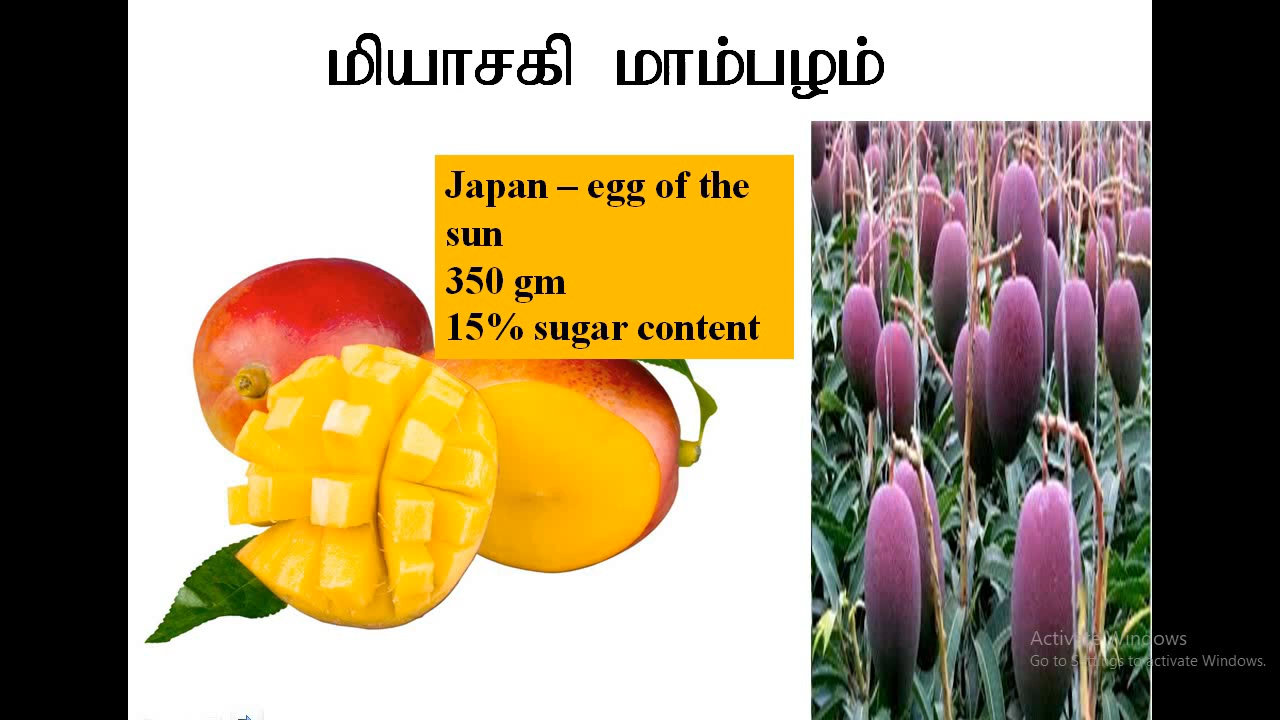 மியாசகி மாம்பழம்
Japan – egg of the
sun
350 gm
15% sugar content
Activate Windows
Go to Settings to activate Windows.